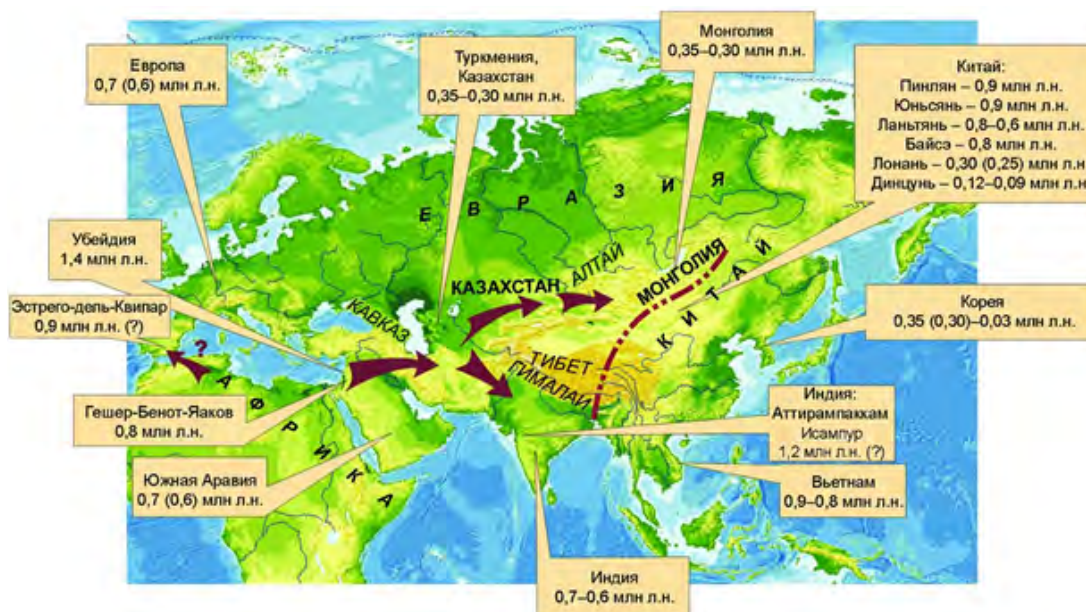 Европа
0,7 (0,6) млн л.н.
Туркмения,
Казахстан
0,35–0,30 млн л.н.
Монголия
0,35–0,30 млн л.н.
Китай:
Пинлян – 0,9 млн л.н.
Юньсянь – 0,9 млн л.н.
Ланьтянь – 0,8–0,6 млн л.н.
Байсэ – 0,8 млн л.н.
Лонань – 0,30 (0,25) млн л.н.
Динцунь – 0,12–0,09 млн л.н.
ЕВРАЗИЯ
Убейдия
1,4 млн л.н.
АЛТАЙ
МОНГОЛИЯ
КАЗАХСТАН
КИТАЙ
Эстрего-дель-Квипар
0,9 млн л.н. (?)
КАВКАЗ
Корея
0,35 (0,30)–0,03 млн л.н.
?
ТИБЕТ
ГИМАЛАИ
АФРИКА
Гешер-Бенот-Яаков
0,8 млн л.н.
Индия:
Аттирампаккам
Исампур
1,2 млн л.н. (?)
Южная Аравия
0,7 (0,6) млн л.н.
Вьетнам
0,9–0,8 млн л.н.
Индия
0,7–0,6 млн л.н.